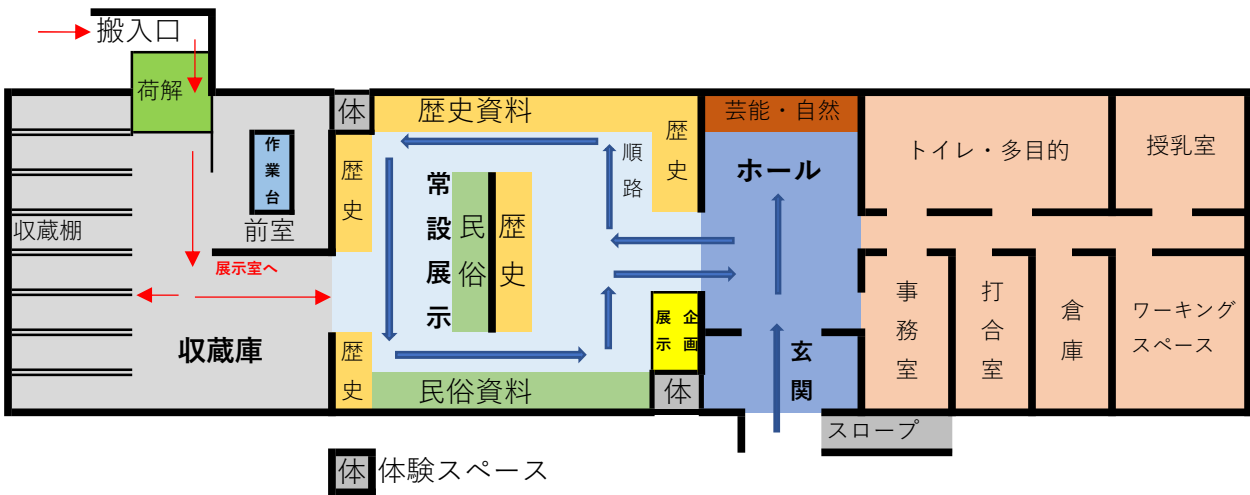 搬入口
荷解
体
歴史資料
芸能・自然
トイレ・多目的
授乳室
作業台
歴史
歴史
順路
ホール
収蔵棚
前室
常設展示
民俗
歴史
展示室へ
収蔵庫
事務室
打合室
倉庫
ワーキング
スペース
企画
展示
歴史
民俗資料
体
玄関
スロープ
体 体験スペース